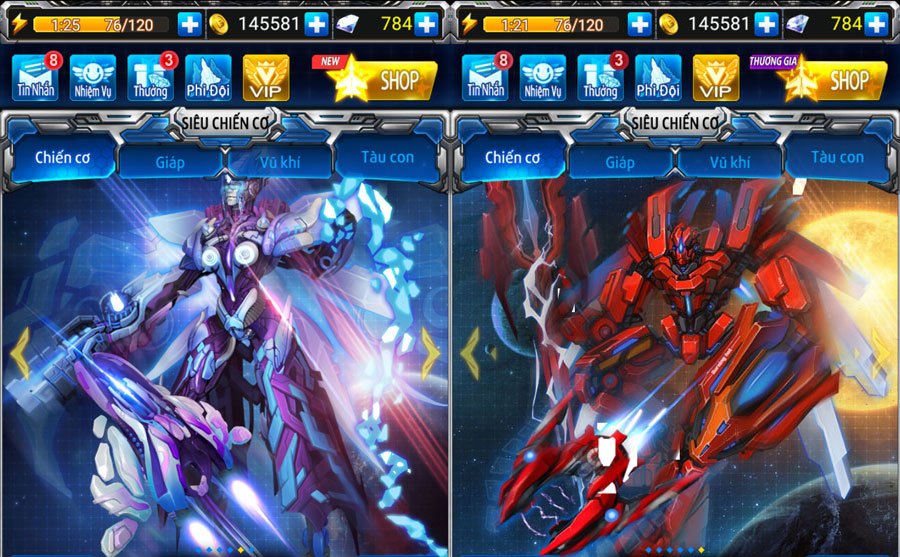 1:25 76/120 145581 784
8 3 NEW
Tin Nhắn Nhiệm Vụ Thưởng Phi Đội VIP SHOP
SIÊU CHIẾN CƠ
Chiến cơ Giáp Vũ khí Tàu con
1:21 76/120 145581 784
8 3 THƯƠNG GIA
Tin Nhắn Nhiệm Vụ Thưởng Phi Đội VIP SHOP
SIÊU CHIẾN CƠ
Chiến cơ Giáp Vũ khí Tàu con